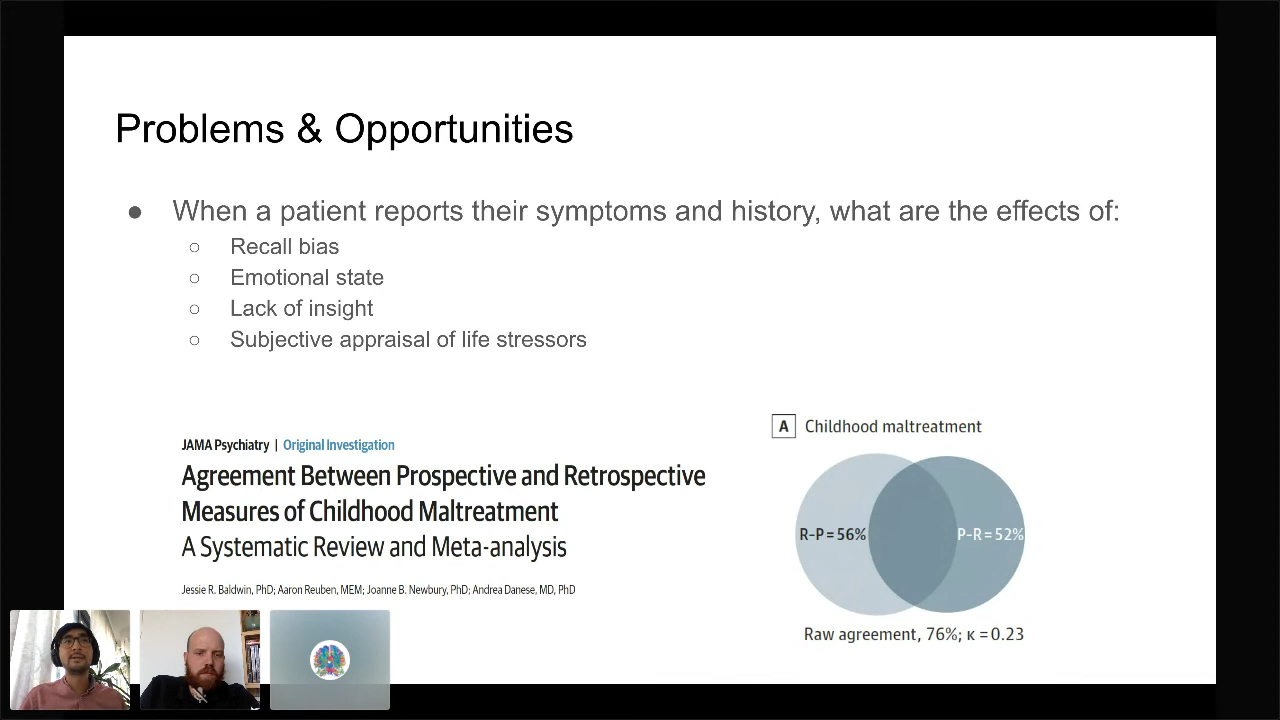 Problems & Opportunities
● When a patient reports their symptoms and history, what are the effects of:
○ Recall bias
○ Emotional state
○ Lack of insight
○ Subjective appraisal of life stressors
JAMA Psychiatry | Original Investigation
Agreement Between Prospective and Retrospective
Measures of Childhood Maltreatment
A Systematic Review and Meta-analysis
Jessie R. Baldwin, PhD; Aaron Reuben, MEM; Joanne B. Newbury, PhD; Andrea Danese, MD, PhD
A Childhood maltreatment
R-P = 56%
P-R = 52%
Raw agreement, 76%; κ = 0.23